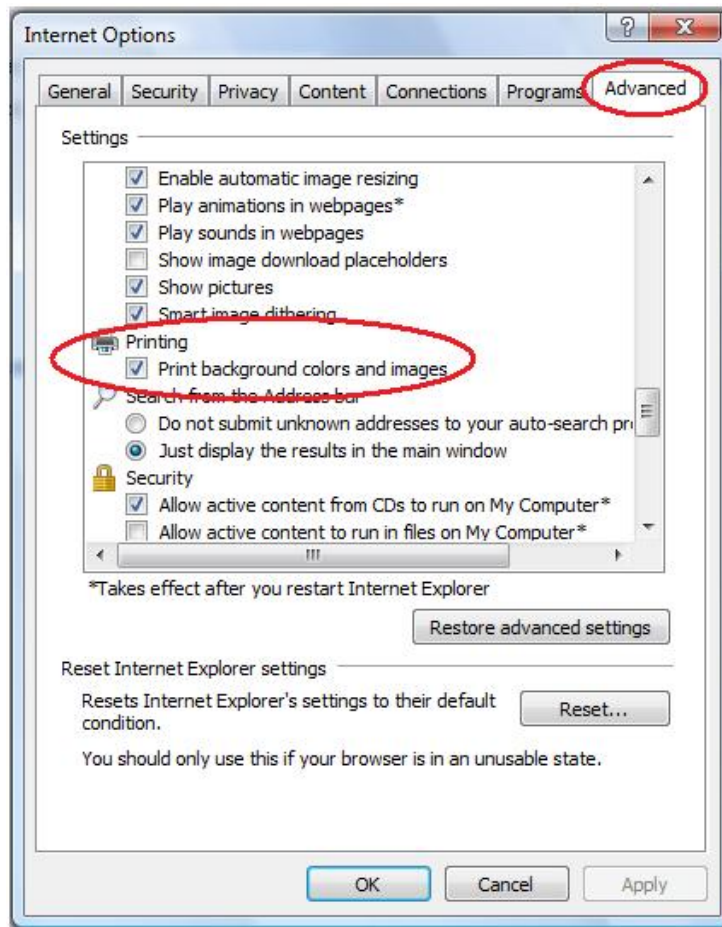 Internet Options
General Security Privacy Content Connections Programs Advanced
Settings
Enable automatic image resizing
Play animations in webpages*
Play sounds in webpages
Show image download placeholders
Show pictures
Smart image dithering
Printing
Print background colors and images
Search from the Address bar
Do not submit unknown addresses to your auto-search pr
Just display the results in the main window
Security
Allow active content from CDs to run on My Computer*
Allow active content to run in files on My Computer*
*Takes effect after you restart Internet Explorer
Restore advanced settings
Reset Internet Explorer settings
Resets Internet Explorer's settings to their default
condition.
Reset...
You should only use this if your browser is in an unusable state.
OK Cancel Apply